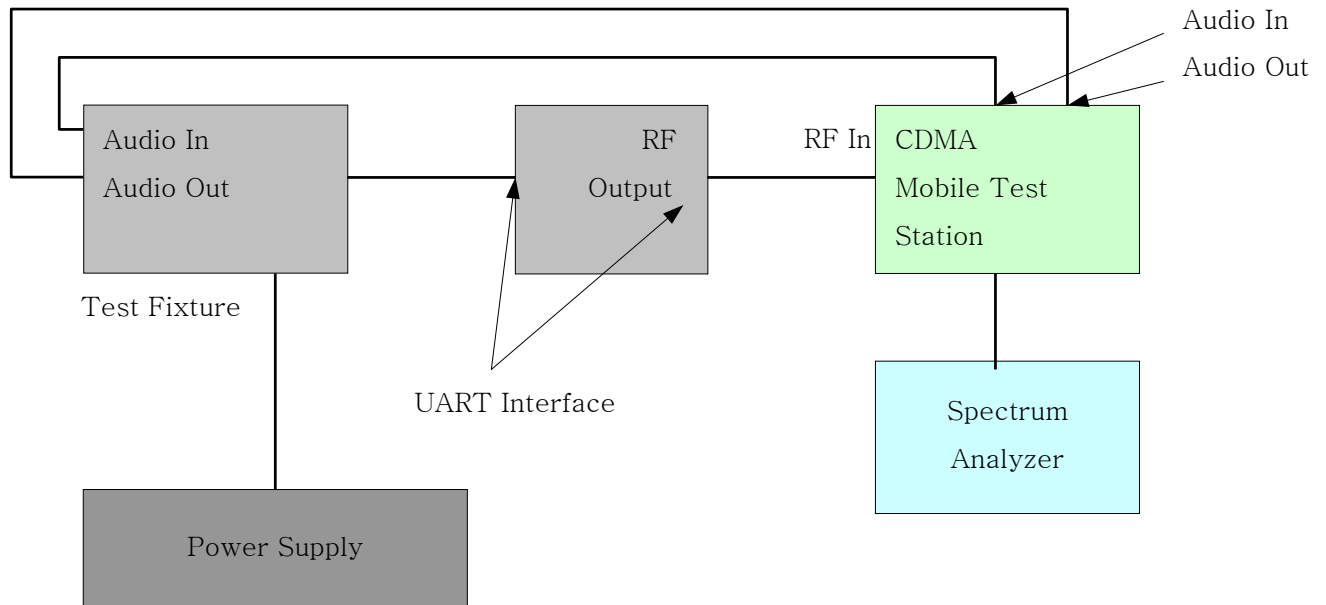 Audio In
Audio Out
Audio In
Audio Out
RF
Output
RF In
CDMA
Mobile Test
Station
Test Fixture
UART Interface
Spectrum
Analyzer
Power Supply